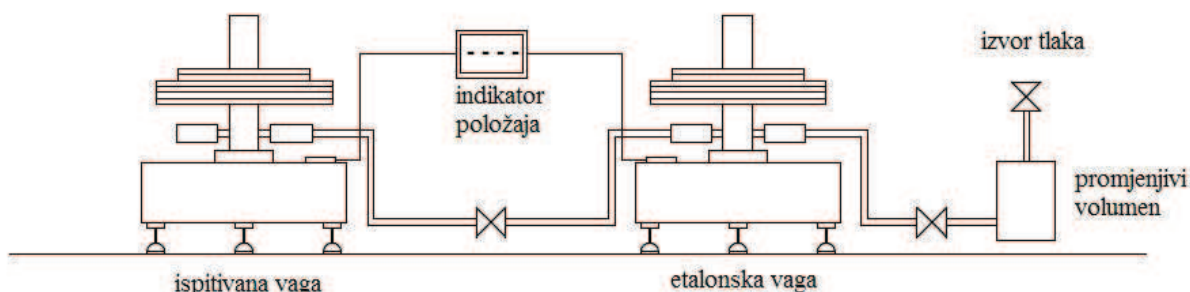 izvor tlaka
indikator
položaja
promjenjivi
volumen
ispitivana vaga
etalonska vaga